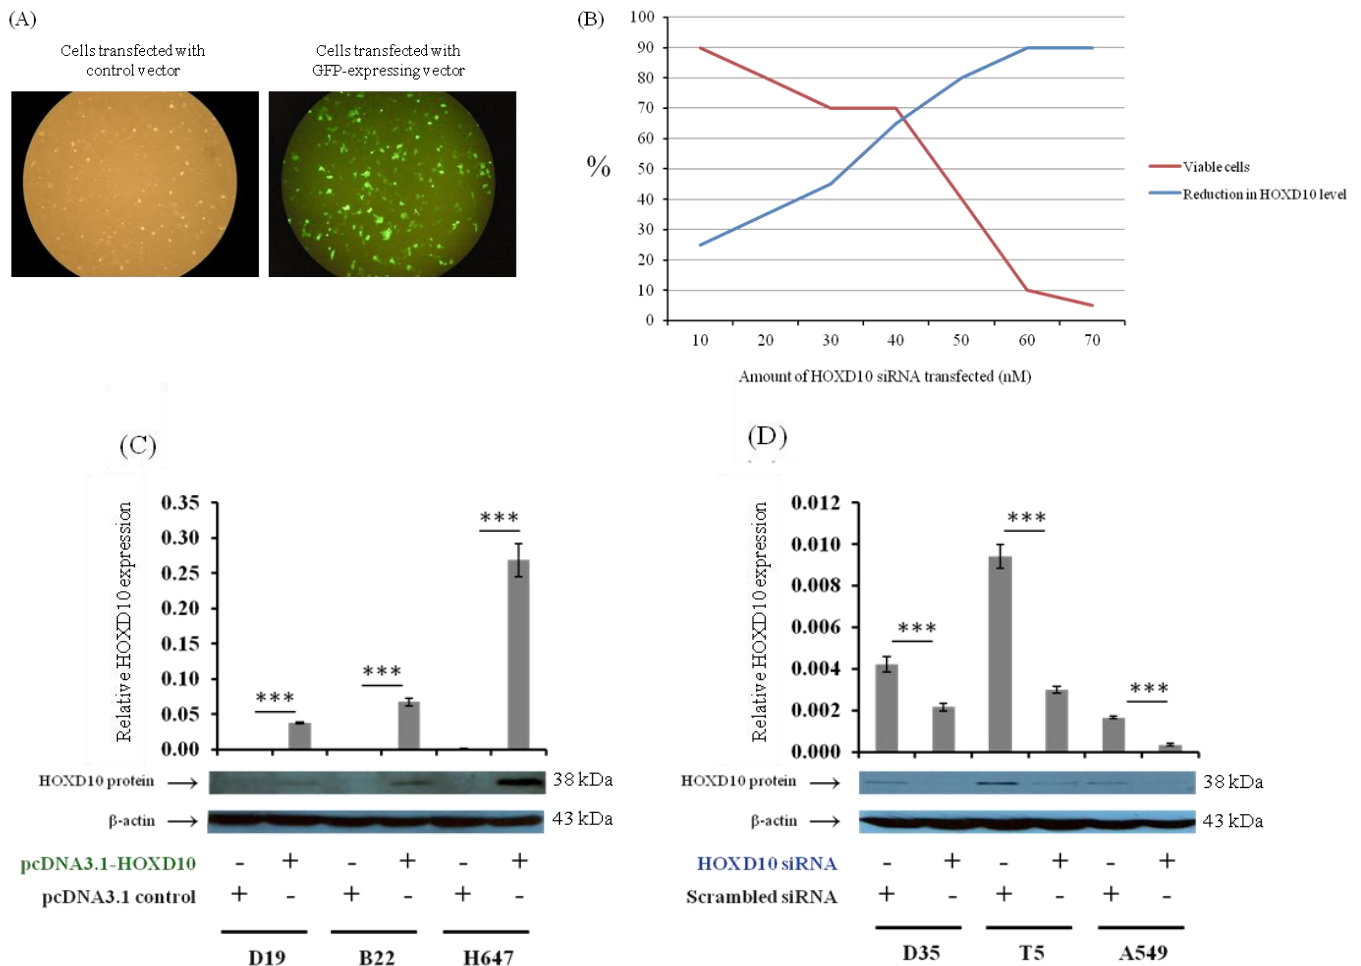 (A)
Cells transfected with
control vector
Cells transfected with
GFP-expressing vector
(B)
100
90
80
70
60
50
40
30
20
10
0
%
10 20 30 40 50 60 70
Amount of HOXD10 siRNA transfected (nM)
Viable cells
Reduction in HOXD10 level
(C)
Relative HOXD10 expression
0.35
0.30
0.25
0.20
0.15
0.10
0.05
0.00
*** *** ***
HOXD10 protein → 38 kDa
β-actin → 43 kDa
pcDNA3.1-HOXD10 - + - + - +
pcDNA3.1 control + - + - + -
D19 B22 H647
(D)
Relative HOXD10 expression
0.012
0.010
0.008
0.006
0.004
0.002
0.000
*** *** ***
HOXD10 protein → 38 kDa
β-actin → 43 kDa
HOXD10 siRNA - + - + - +
Scrambled siRNA + - + - + -
D35 T5 A549